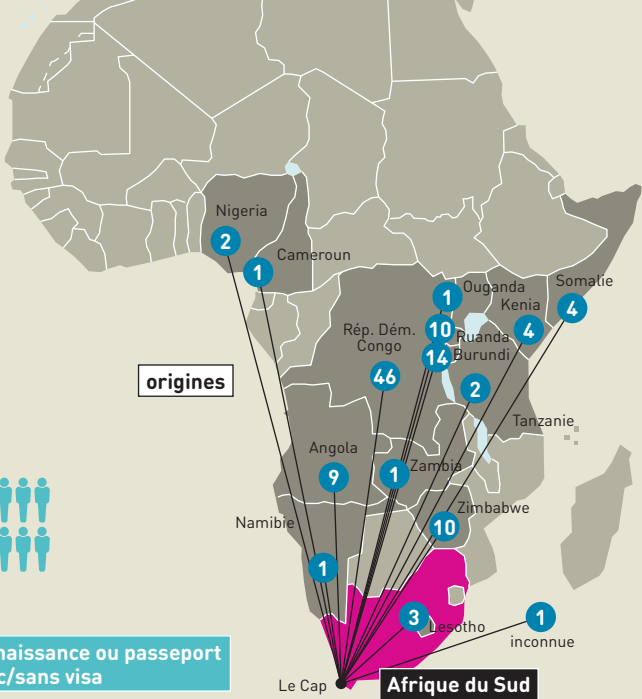 Nigeria
2
Cameroun
1
Ouganda
1
Somalie
4
Kenia
4
Rép. Dém.
Congo
46
10
Ruanda
14
Burundi
2
Tanzanie
origines
Angola
9
1
Zambia
Zimbabwe
10
Namibie
1
3
Lesotho
1
inconnue
naissance ou passeport
c/sans visa
Le Cap
Afrique du Sud